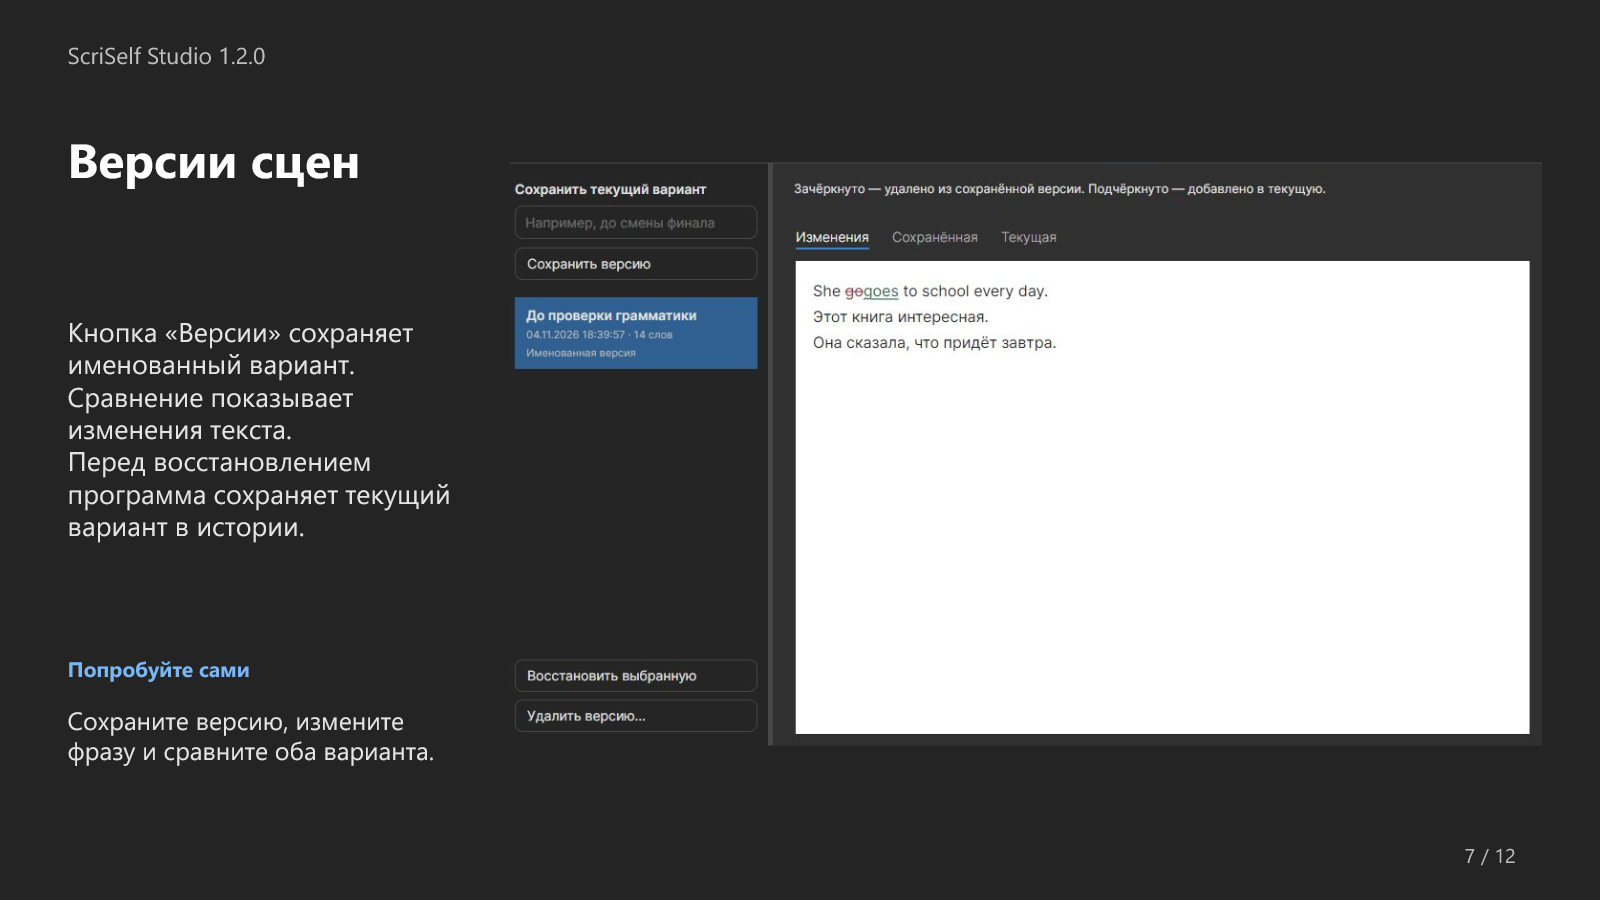 ScriSelf Studio 1.2.0
Версии сцен
Кнопка «Версии» сохраняет
именованный вариант.
Сравнение показывает
изменения текста.
Перед восстановлением
программа сохраняет текущий
вариант в истории.
Попробуйте сами
Сохраните версию, измените
фразу и сравните оба варианта.
Сохранить текущий вариант
Например, до смены финала
Сохранить версию
До проверки грамматики
04.11.2026 18:39:57 · 14 слов
Именованная версия
Восстановить выбранную
Удалить версию...
Зачёркнуто — удалено из сохранённой версии. Подчёркнуто — добавлено в текущую.
Изменения Сохранённая Текущая
She gogoes to school every day.
Этот книга интересная.
Она сказала, что придёт завтра.
7 / 12